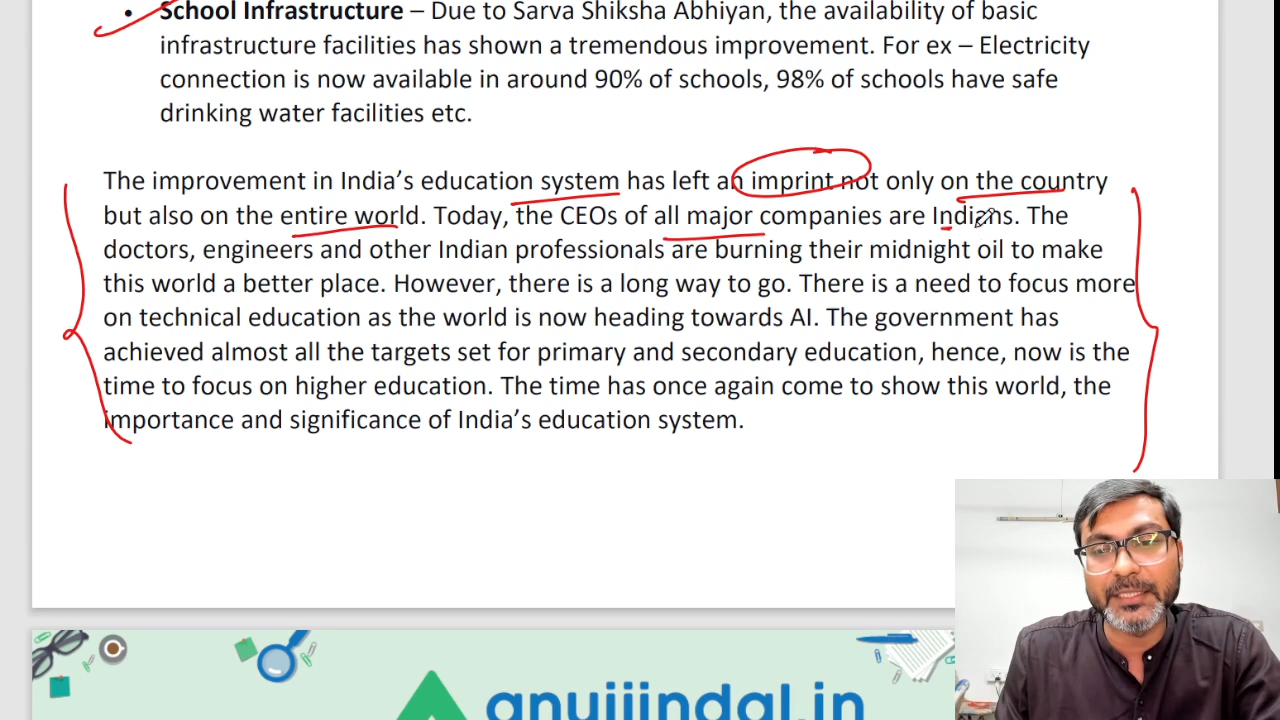 • School Infrastructure – Due to Sarva Shiksha Abhiyan, the availability of basic
infrastructure facilities has shown a tremendous improvement. For ex – Electricity
connection is now available in around 90% of schools, 98% of schools have safe
drinking water facilities etc.
The improvement in India’s education system has left an imprint not only on the country
but also on the entire world. Today, the CEOs of all major companies are Indians. The
doctors, engineers and other Indian professionals are burning their midnight oil to make
this world a better place. However, there is a long way to go. There is a need to focus more
on technical education as the world is now heading towards AI. The government has
achieved almost all the targets set for primary and secondary education, hence, now is the
time to focus on higher education. The time has once again come to show this world, the
importance and significance of India’s education system.
anujjindal.in